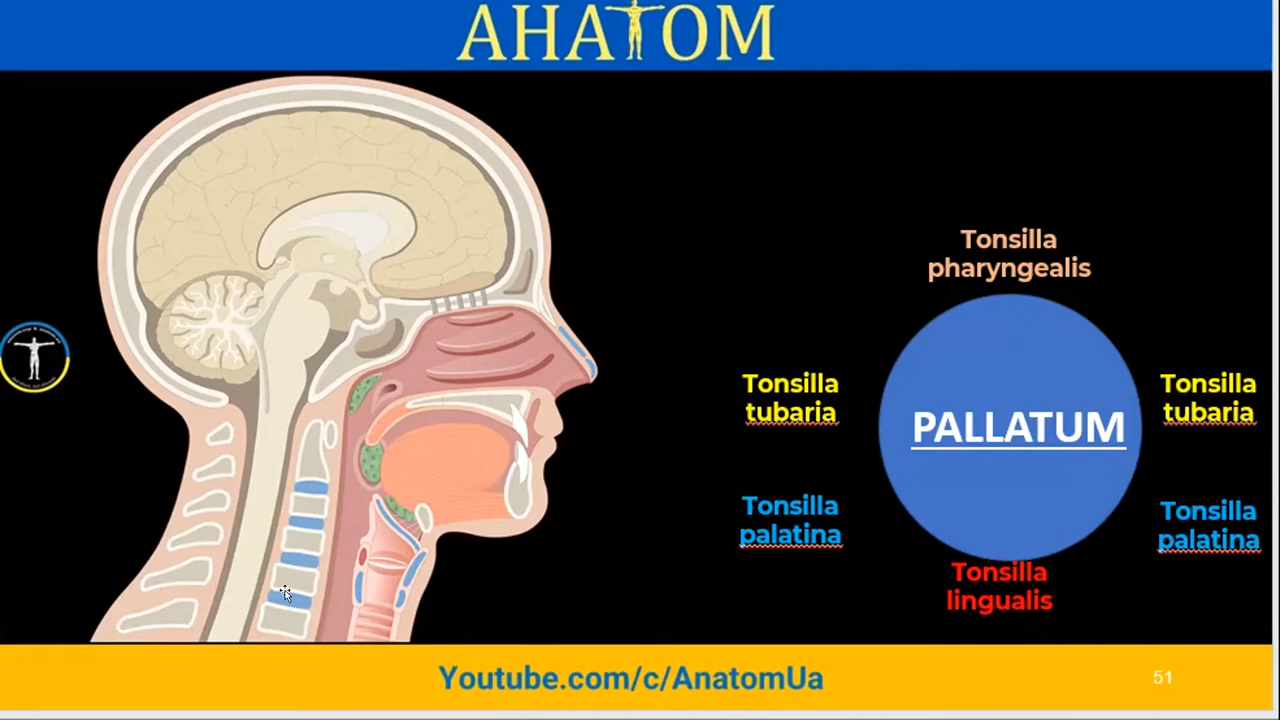 АНАТОМ
Tonsilla
pharyngealis
Tonsilla
tubaria
PALLATUM
Tonsilla
tubaria
Tonsilla
palatina
Tonsilla
palatina
Tonsilla
lingualis
Youtube.com/c/AnatomUa
51